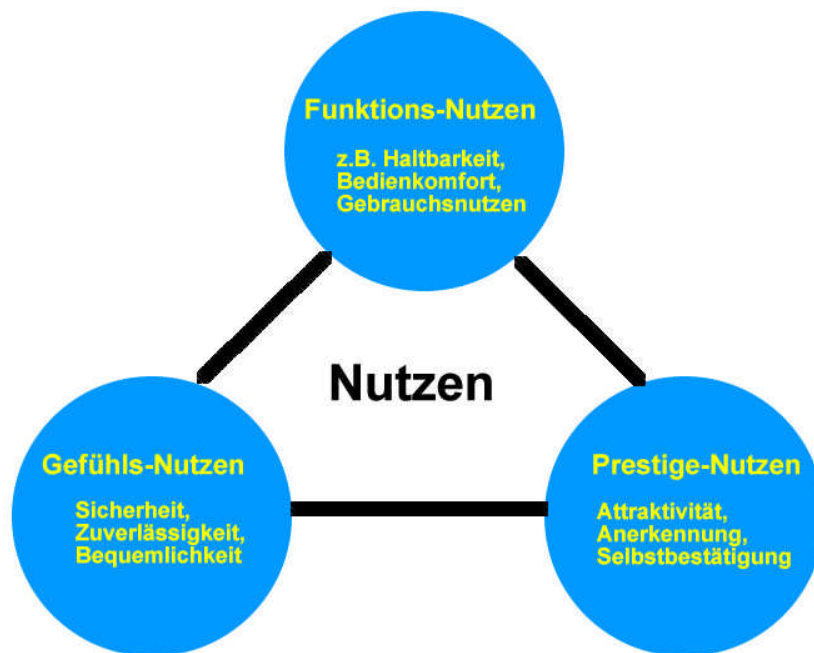 Funktions-Nutzen
z.B. Haltbarkeit,
Bedienkomfort,
Gebrauchsnutzen
Nutzen
Gefühls-Nutzen
Sicherheit,
Zuverlässigkeit,
Bequemlichkeit
Prestige-Nutzen
Attraktivität,
Anerkennung,
Selbstbestätigung